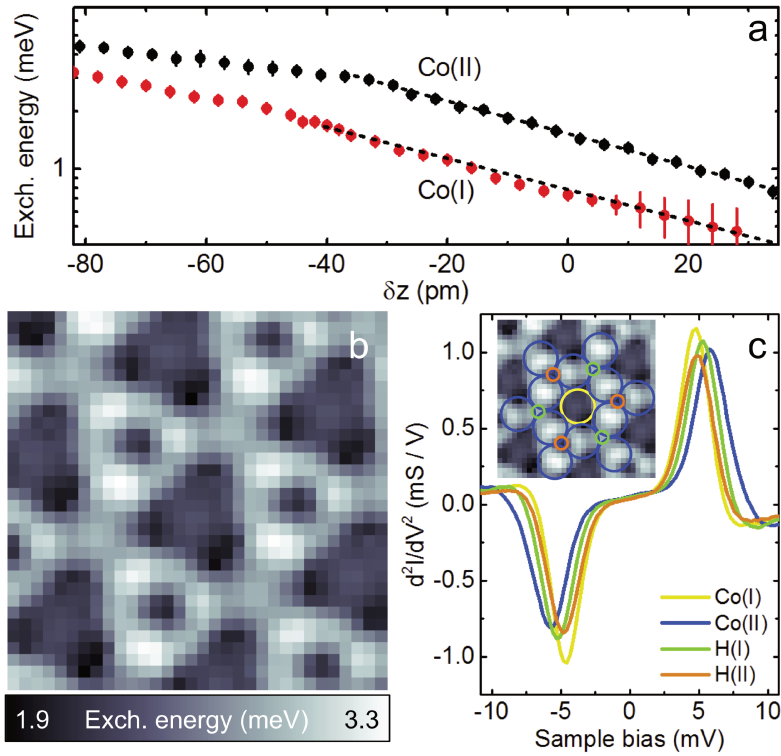 a
Exch. energy (meV)
1
Co(II)
Co(I)
-80 -60 -40 -20 0 20
δz (pm)
b
1.9 Exch. energy (meV) 3.3
c
d²I/dV² (mS / V)
1.0
0.5
0.0
-0.5
-1.0
Co(I)
Co(II)
H(I)
H(II)
-10 -5 0 5 10
Sample bias (mV)